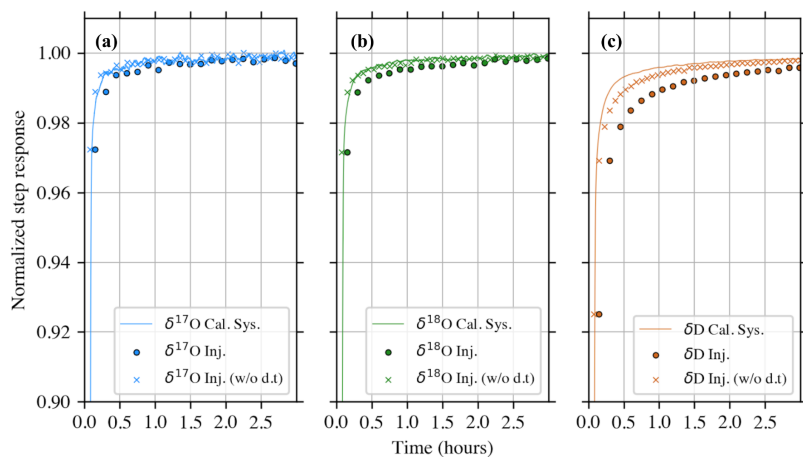 (a)
(b)
(c)
Normalized step response
1.00
0.98
0.96
0.94
0.92
0.90
δ¹⁷O Cal. Sys.
δ¹⁷O Inj.
δ¹⁷O Inj. (w/o d.t)
δ¹⁸O Cal. Sys.
δ¹⁸O Inj.
δ¹⁸O Inj. (w/o d.t)
δD Cal. Sys.
δD Inj.
δD Inj. (w/o d.t)
0.0 0.5 1.0 1.5 2.0 2.5
0.0 0.5 1.0 1.5 2.0 2.5
0.0 0.5 1.0 1.5 2.0 2.5
Time (hours)